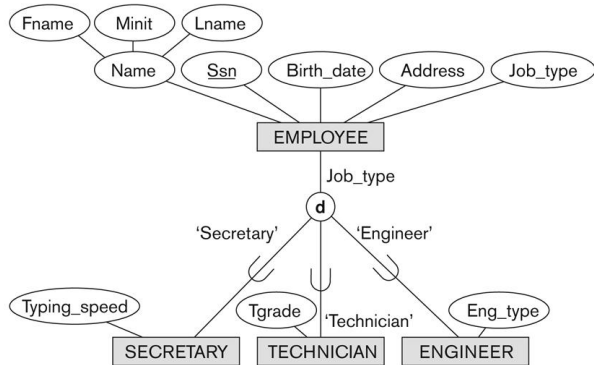 Fname Minit Lname
Name Ssn Birth_date Address Job_type
EMPLOYEE
Job_type
d
‘Secretary’ ‘Engineer’
Typing_speed Tgrade Eng_type
‘Technician’
SECRETARY TECHNICIAN ENGINEER